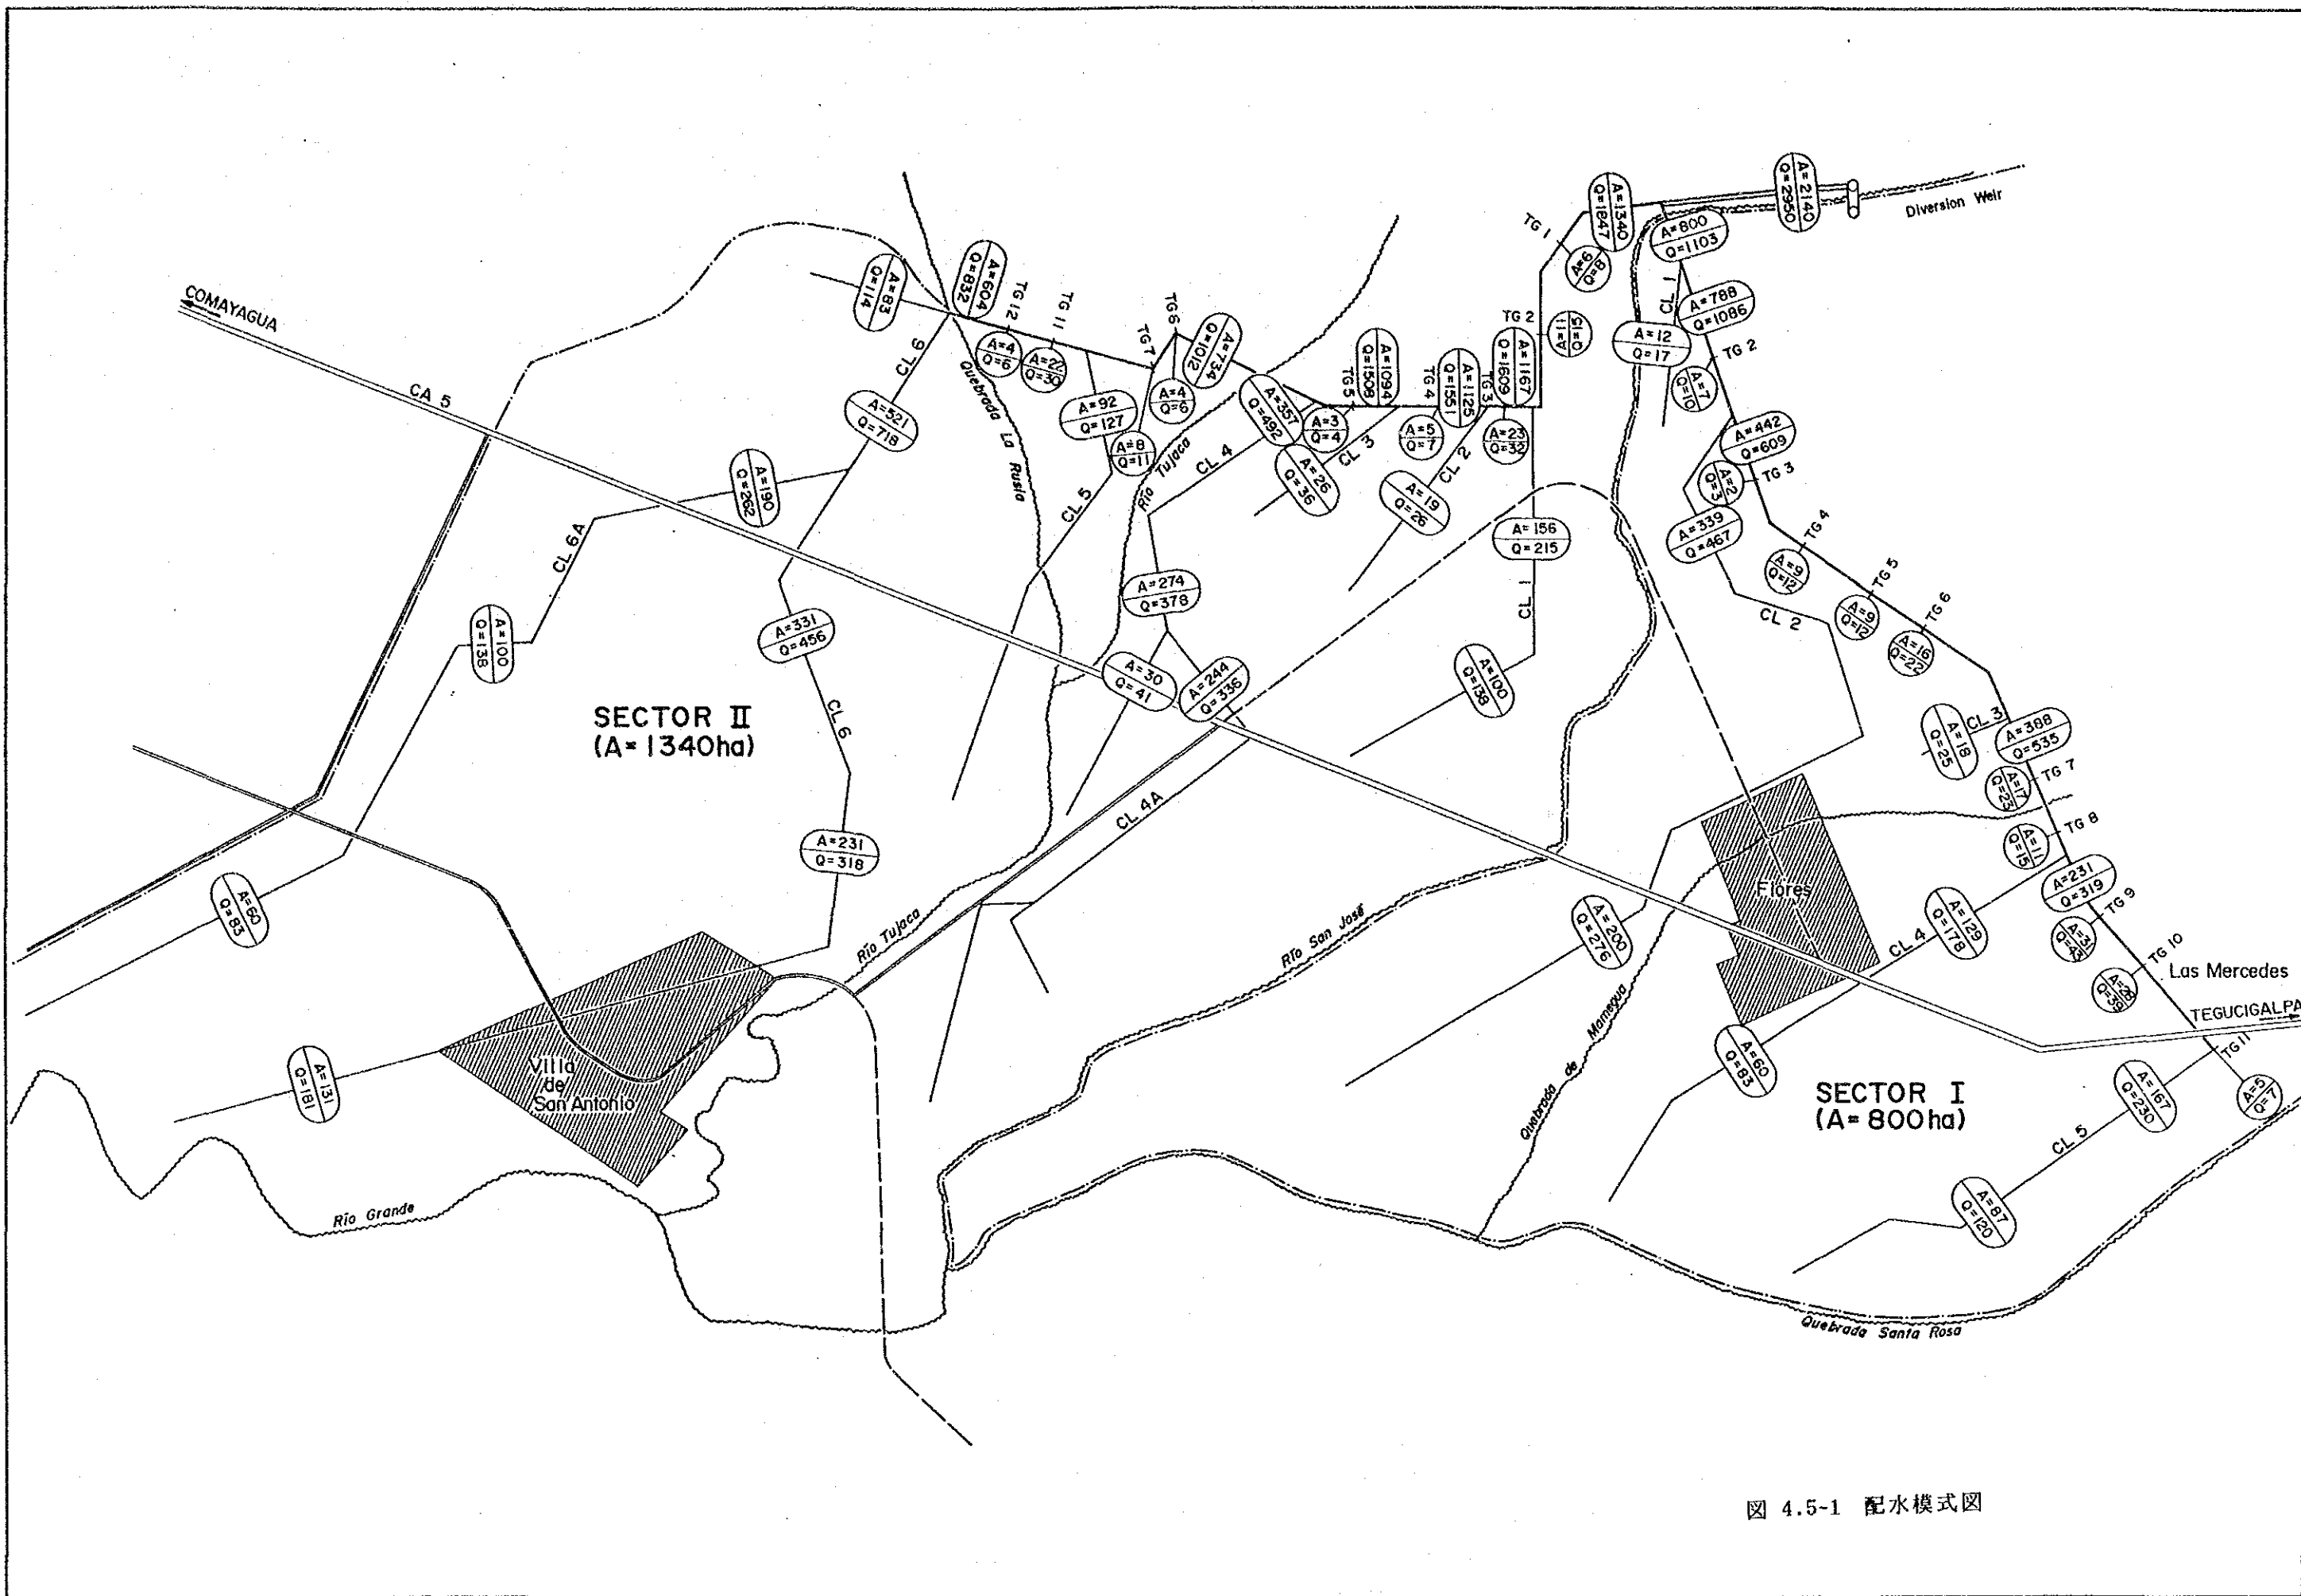 Diversion Weir
A=2140
Q=2950
A=1340
Q=1847
A=800
Q=1103
TG 1
A=6
Q=8
CL 1
A=788
Q=1086
A=12
Q=17
TG 2
A=11
Q=15
TG 2
A=7
Q=10
A=1167
Q=1609
TG 3
A=23
Q=32
A=1125
Q=1551
TG 4
A=5
Q=7
A=1094
Q=1508
TG 5
A=3
Q=4
A=357
Q=492
A=734
Q=1012
TG 6
A=4
Q=6
TG 7
A=8
Q=11
TG 11
A=22
Q=30
TG 12
A=4
Q=6
A=604
Q=832
A=83
Q=114
COMAYAGUA
CA 5
CL 6
A=521
Q=718
Quebrada La Rusia
A=92
Q=127
CL 5
Río Tujaca
CL 4
A=26
Q=36
CL 3
A=19
Q=26
CL 2
A=156
Q=215
CL 1
A=100
Q=138
A=442
Q=609
TG 3
A=2
Q=3
A=339
Q=467
TG 4
A=9
Q=12
TG 5
A=9
Q=12
TG 6
A=16
Q=22
CL 2
CL 3
A=18
Q=25
A=388
Q=535
TG 7
A=17
Q=23
TG 8
A=11
Q=15
A=231
Q=319
TG 9
A=31
Q=43
TG 10
A=28
Q=39
Las Mercedes
TEGUCIGALPA
TG 11
A=5
Q=7
A=167
Q=230
CL 5
A=87
Q=120
A=190
Q=262
CL 6A
A=100
Q=138
A=331
Q=456
CL 6
A=274
Q=378
A=30
Q=41
A=244
Q=336
SECTOR II
(A=1340ha)
CL 4A
A=231
Q=318
A=60
Q=83
Río Tujaca
Río San José
A=200
Q=276
Flores
CL 4
A=129
Q=178
Quebrada de Mamegua
A=60
Q=83
SECTOR I
(A=800ha)
Villa
de
San Antonio
A=131
Q=181
Río Grande
Quebrada Santa Rosa
図 4.5-1 配水模式図